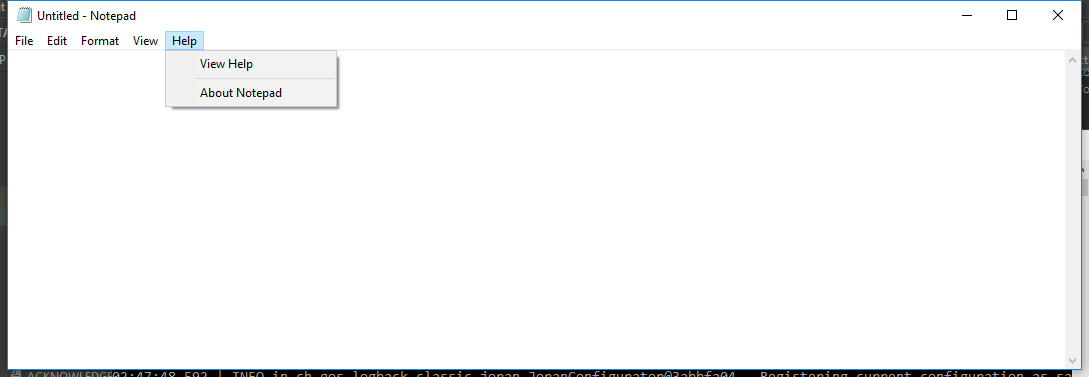 Untitled - Notepad
File Edit Format View Help
View Help
About Notepad
02:47:48,592 | INFO in ch.qos.logback.classic.joran.JoranConfigurator@3abbfa04 - Registering current configuration as sa